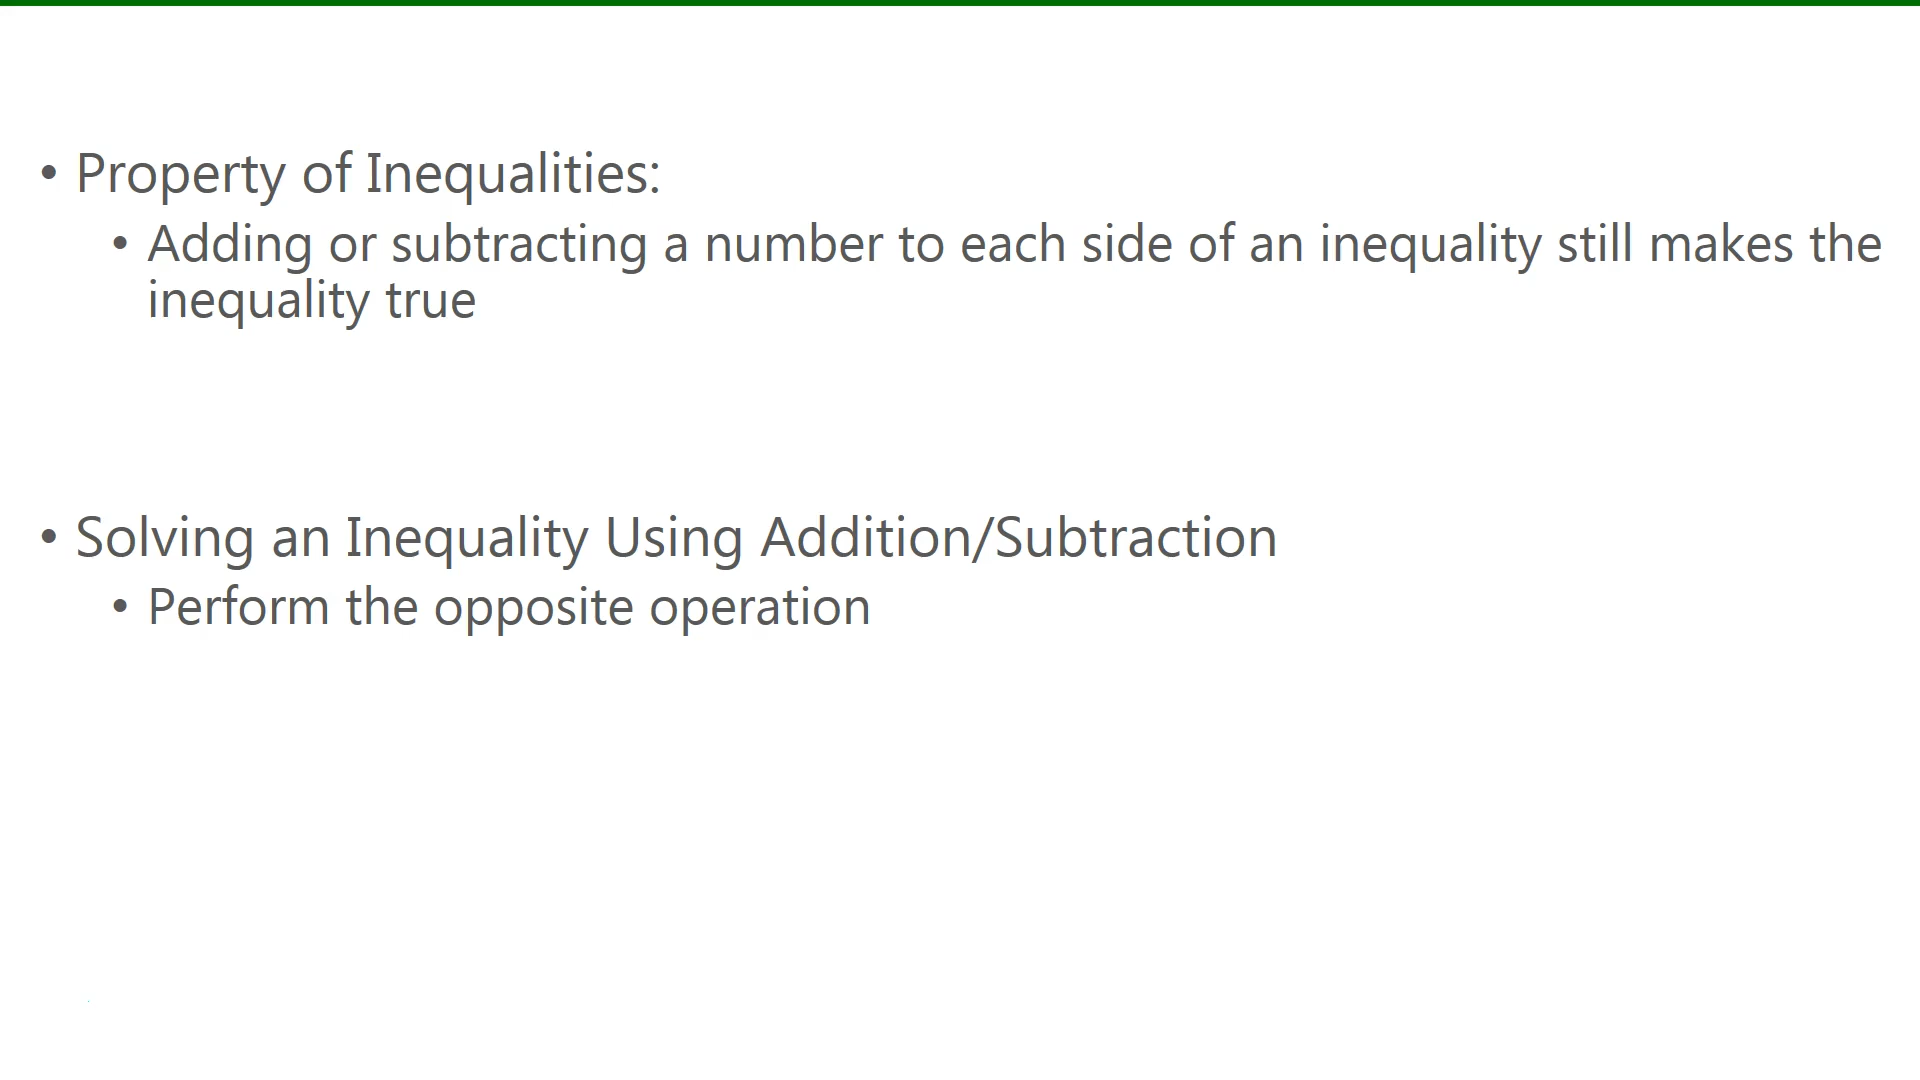 • Property of Inequalities:
• Adding or subtracting a number to each side of an inequality still makes the
inequality true
• Solving an Inequality Using Addition/Subtraction
• Perform the opposite operation